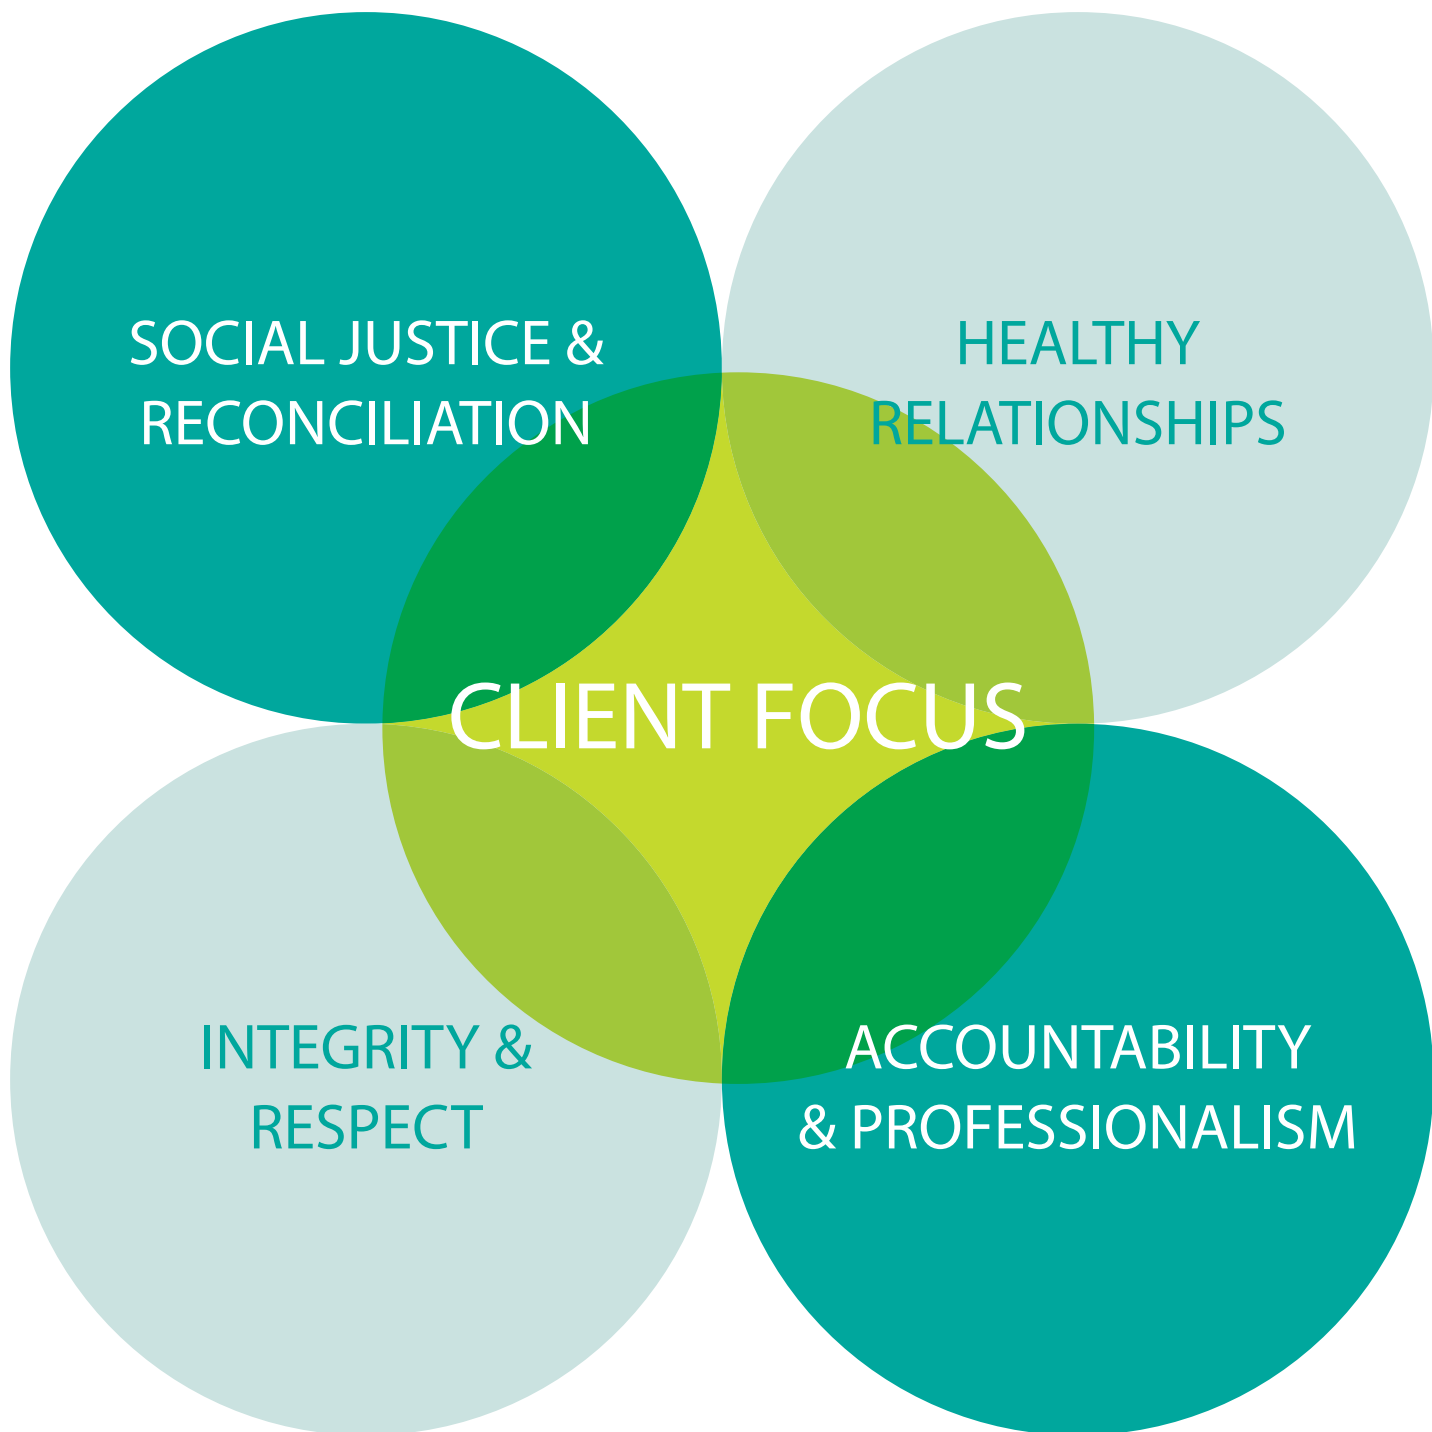 SOCIAL JUSTICE &
RECONCILIATION
HEALTHY
RELATIONSHIPS
CLIENT FOCUS
INTEGRITY &
RESPECT
ACCOUNTABILITY
& PROFESSIONALISM